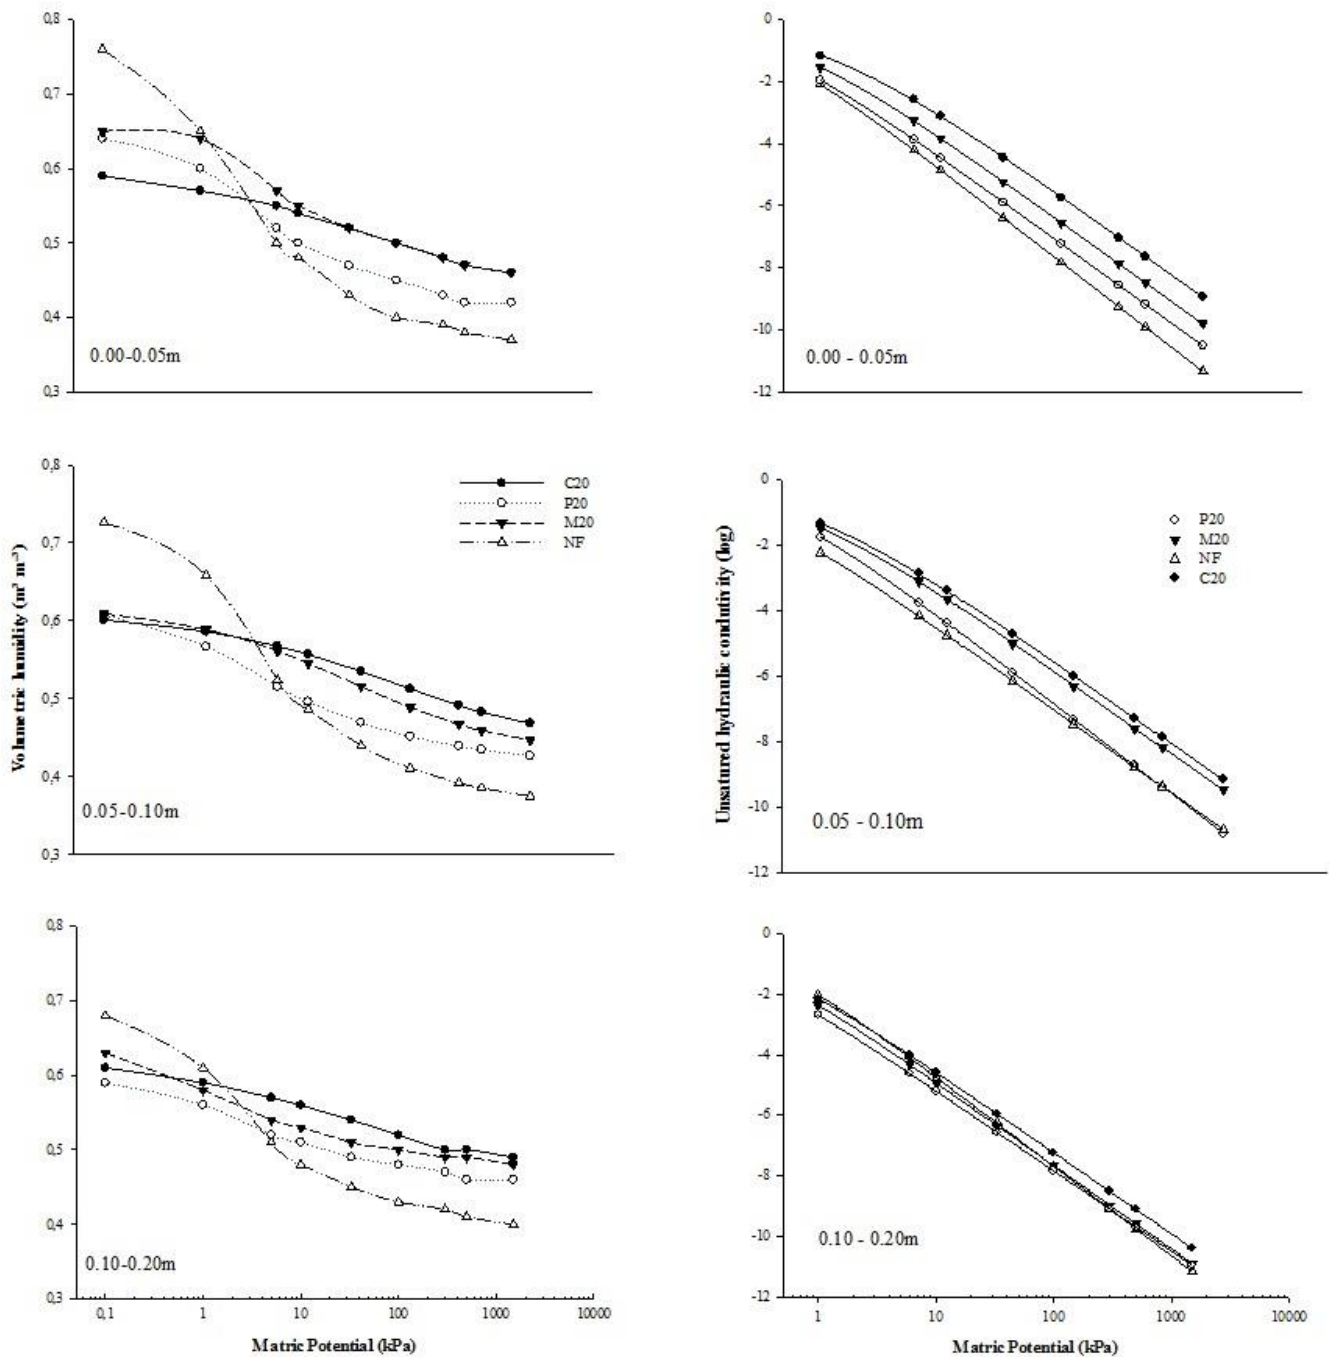 0,8
0,7
0,6
0,5
0,4
0,3
0.00-0.05m
0
-2
-4
-6
-8
-10
-12
0.00 - 0.05m
Volumetric humidity (m³ m⁻³)
0,8
0,7
0,6
0,5
0,4
0,3
C20
P20
M20
NF
0.05-0.10m
Unsatured hydraulic condutivity (log)
0
-2
-4
-6
-8
-10
-12
P20
M20
NF
C20
0.05 - 0.10m
0,8
0,7
0,6
0,5
0,4
0,3
0.10-0.20m
0,1
1
10
100
1000
10000
Matric Potential (kPa)
0
-2
-4
-6
-8
-10
-12
0.10 - 0.20m
1
10
100
1000
10000
Matric Potential (kPa)